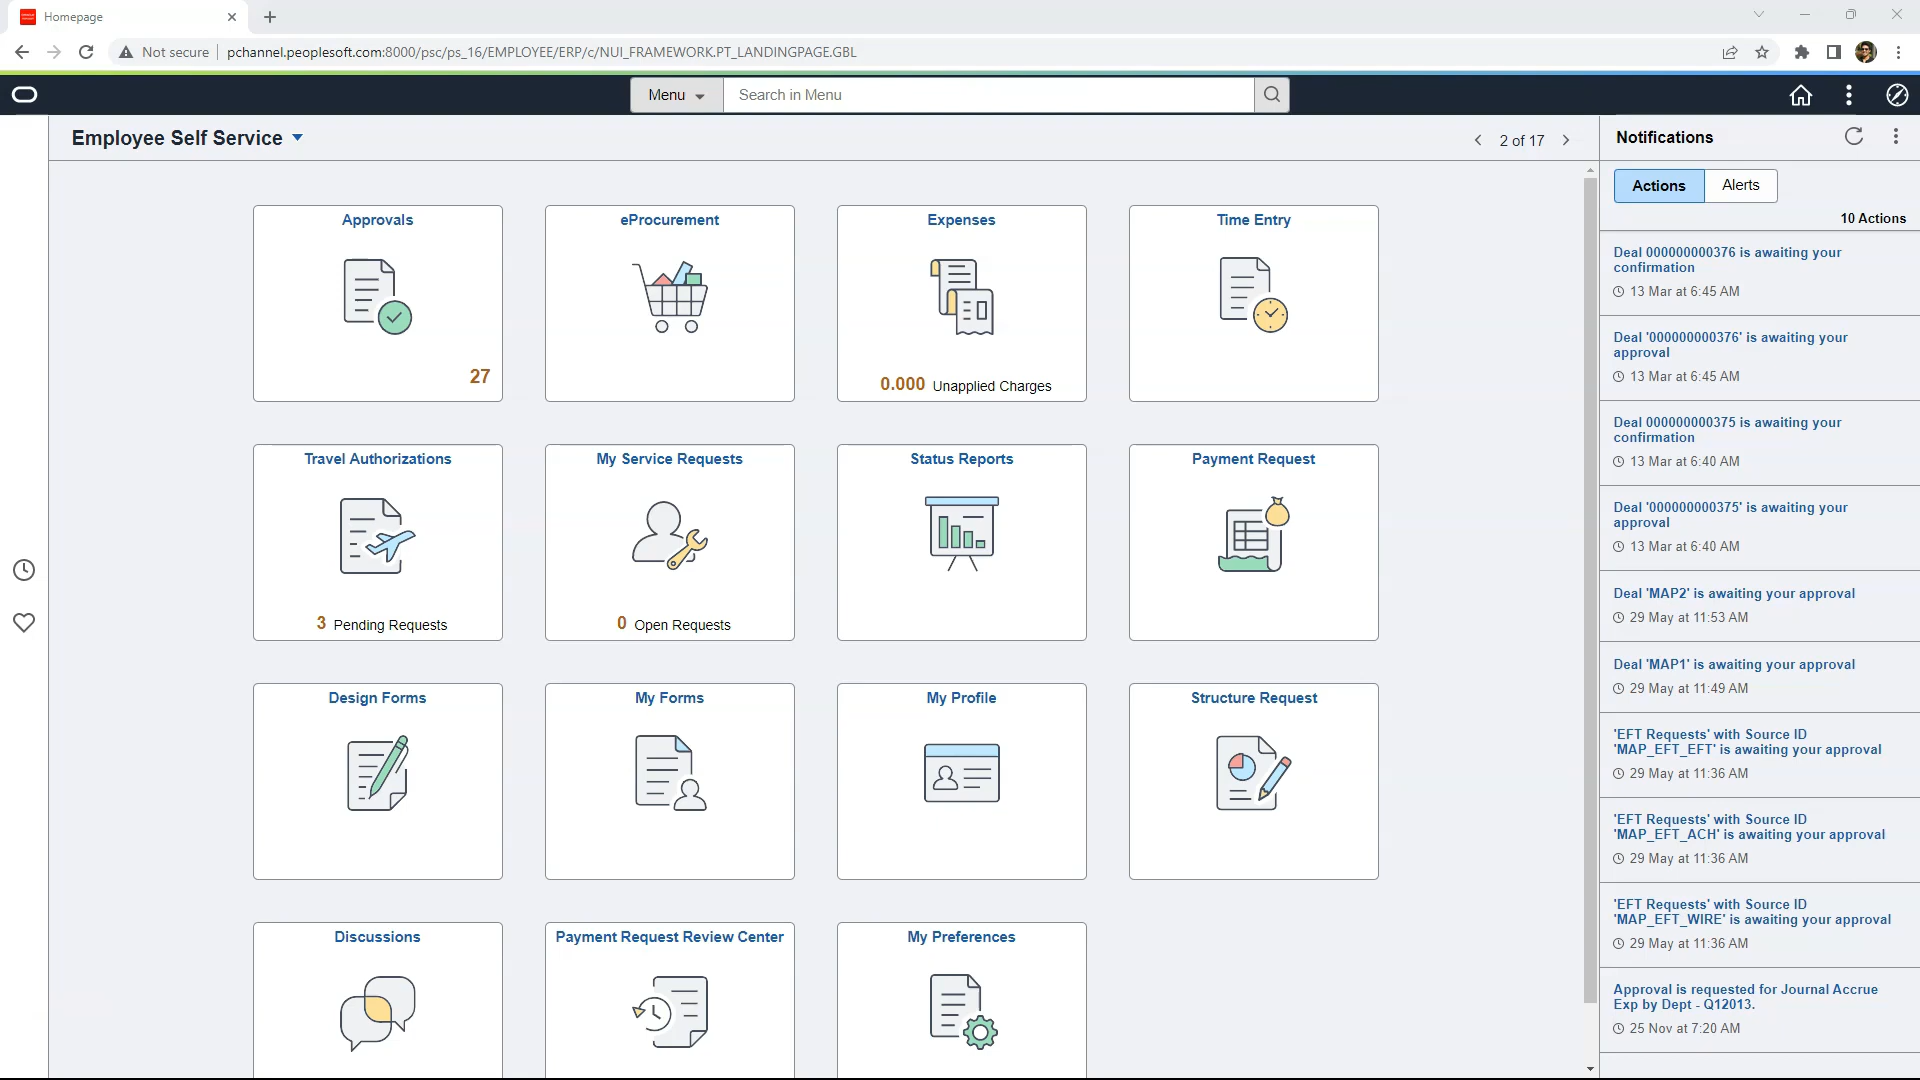 Homepage
Not secure
pchannel.peoplesoft.com:8000/psc/ps_16/EMPLOYEE/ERP/c/NUI_FRAMEWORK.PT_LANDINGPAGE.GBL
Menu
Search in Menu
Employee Self Service
2 of 17
Notifications
Actions
Alerts
10 Actions
Approvals
27
eProcurement
Expenses
0.000 Unapplied Charges
Time Entry
Travel Authorizations
3 Pending Requests
My Service Requests
0 Open Requests
Status Reports
Payment Request
Design Forms
My Forms
My Profile
Structure Request
Discussions
Payment Request Review Center
My Preferences
Deal 000000000376 is awaiting your
confirmation
13 Mar at 6:45 AM
Deal '000000000376' is awaiting your
approval
13 Mar at 6:45 AM
Deal 000000000375 is awaiting your
confirmation
13 Mar at 6:40 AM
Deal '000000000375' is awaiting your
approval
13 Mar at 6:40 AM
Deal 'MAP2' is awaiting your approval
29 May at 11:53 AM
Deal 'MAP1' is awaiting your approval
29 May at 11:49 AM
'EFT Requests' with Source ID
'MAP_EFT_EFT' is awaiting your approval
29 May at 11:36 AM
'EFT Requests' with Source ID
'MAP_EFT_ACH' is awaiting your approval
29 May at 11:36 AM
'EFT Requests' with Source ID
'MAP_EFT_WIRE' is awaiting your approval
29 May at 11:36 AM
Approval is requested for Journal Accrue
Exp by Dept - Q12013.
25 Nov at 7:20 AM